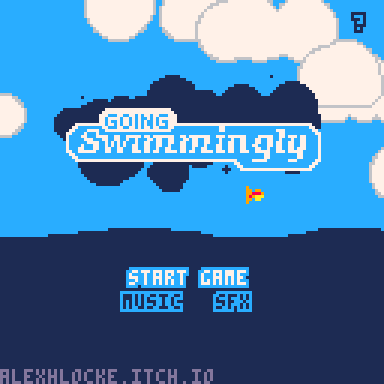 ?
GOING
Swimmingly
START GAME
MUSIC SFX
ALEXHLOCKE.ITCH.IO